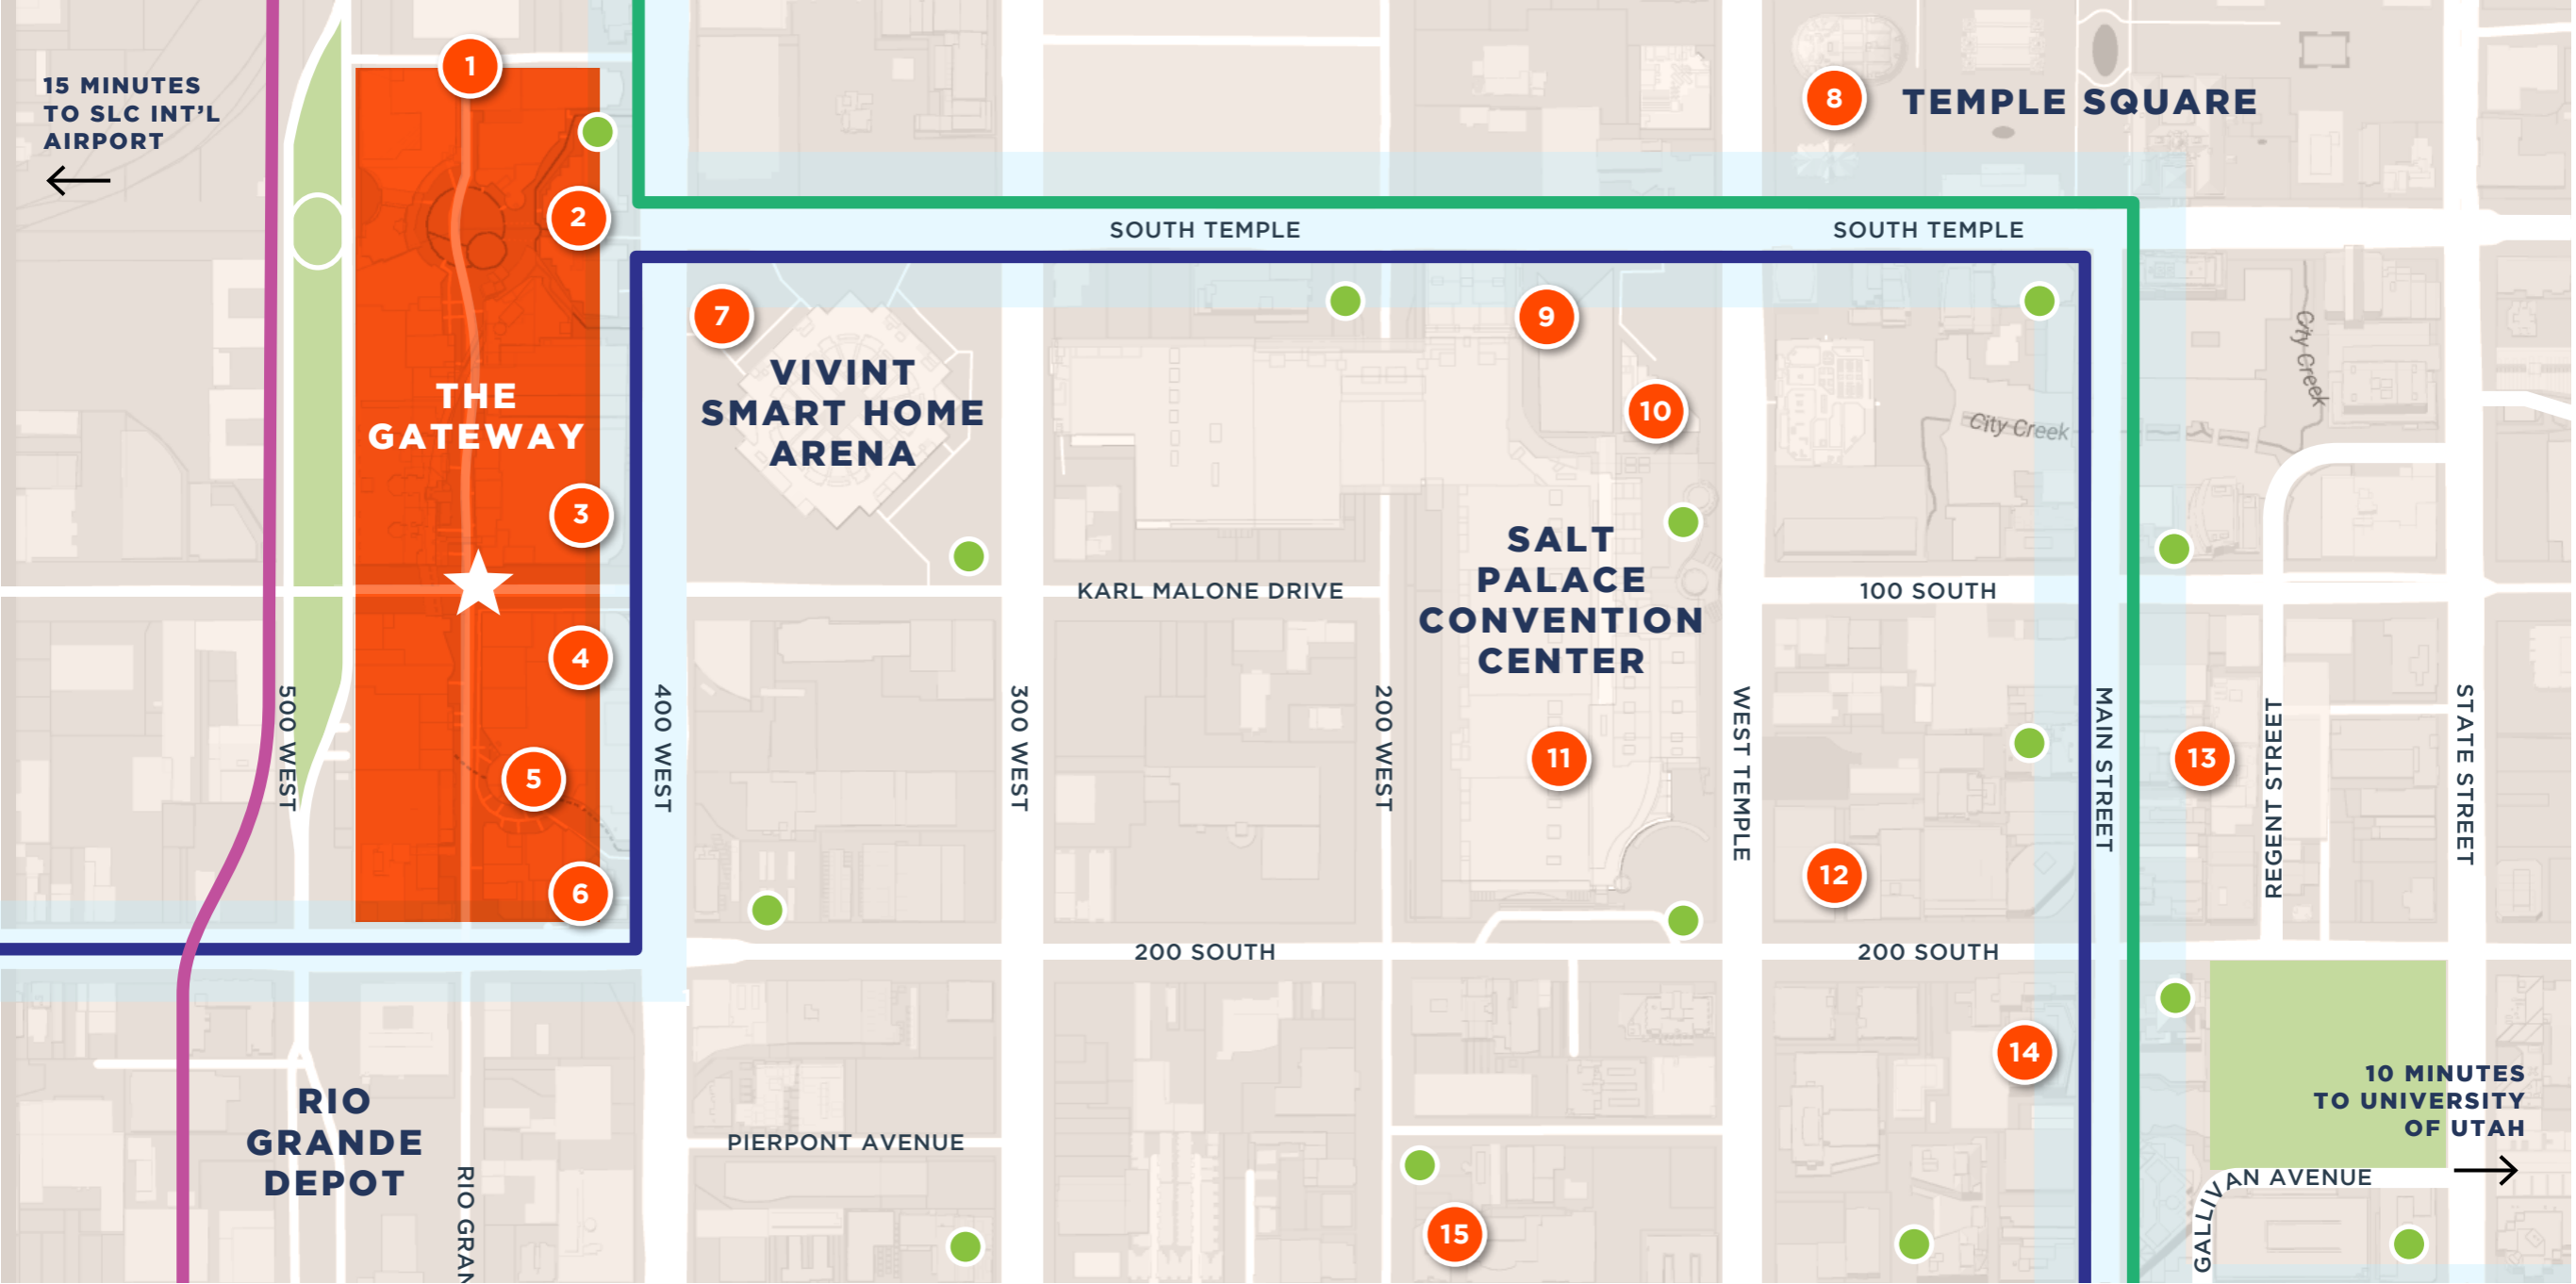 1
15 MINUTES
TO SLC INT'L
AIRPORT
8
TEMPLE SQUARE
2
SOUTH TEMPLE
SOUTH TEMPLE
7
9
VIVINT
SMART HOME
ARENA
THE
GATEWAY
10
City Creek
City Creek
3
SALT
PALACE
CONVENTION
CENTER
KARL MALONE DRIVE
100 SOUTH
4
500 WEST
400 WEST
300 WEST
200 WEST
WEST TEMPLE
MAIN STREET
REGENT STREET
STATE STREET
5
11
13
12
6
200 SOUTH
200 SOUTH
14
10 MINUTES
TO UNIVERSITY
OF UTAH
RIO
GRANDE
DEPOT
PIERPONT AVENUE
RIO GRAN
GALLIVAN AVENUE
15